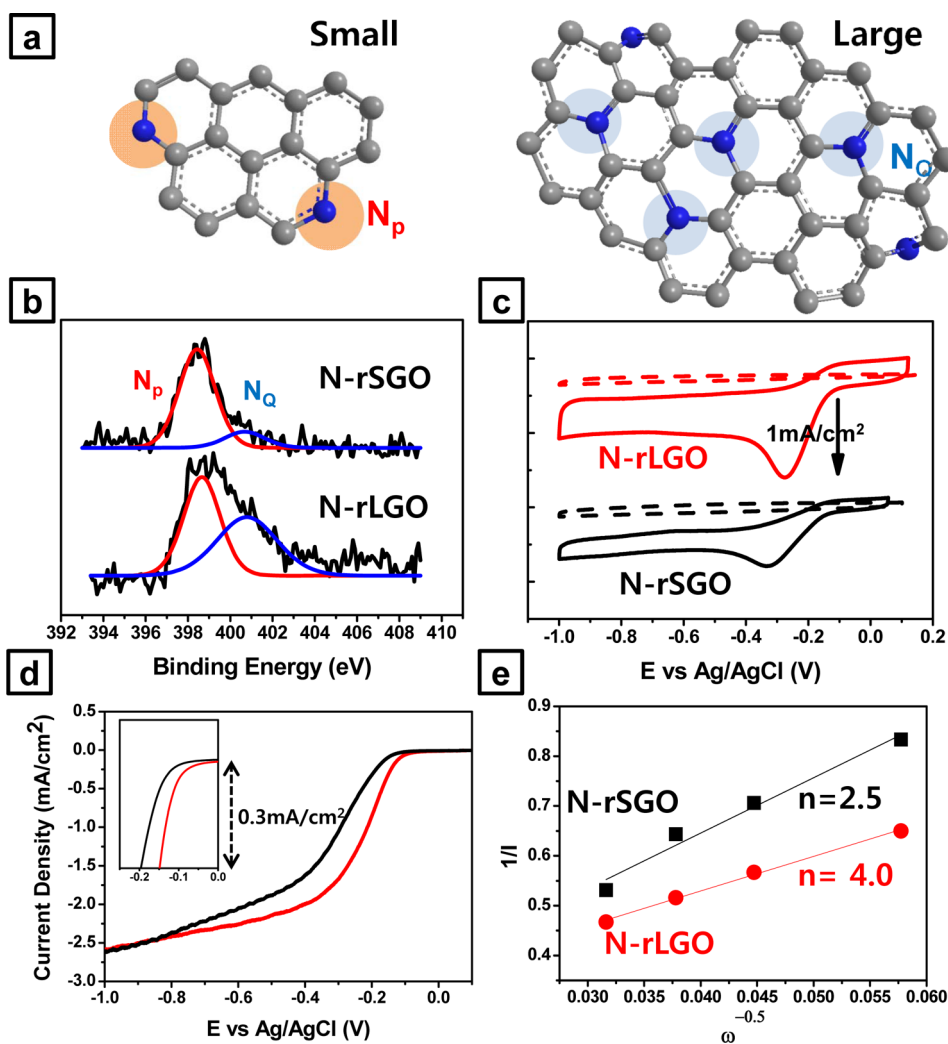 a
Small
Large
N_p
N_Q
b
N_p
N_Q
N-rSGO
N-rLGO
392 394 396 398 400 402 404 406 408 410
Binding Energy (eV)
c
1mA/cm²
N-rLGO
N-rSGO
-1.0 -0.8 -0.6 -0.4 -0.2 0.0 0.2
E vs Ag/AgCl (V)
d
Current Density (mA/cm²)
0.5
0.0
-0.5
-1.0
-1.5
-2.0
-2.5
-3.0
0.3mA/cm²
-0.2 -0.1 0.0
-1.0 -0.8 -0.6 -0.4 -0.2 0.0
E vs Ag/AgCl (V)
e
1/I
0.9
0.8
0.7
0.6
0.5
0.4
N-rSGO
n=2.5
n= 4.0
N-rLGO
0.030 0.035 0.040 0.045 0.050 0.055 0.060
ω^−0.5